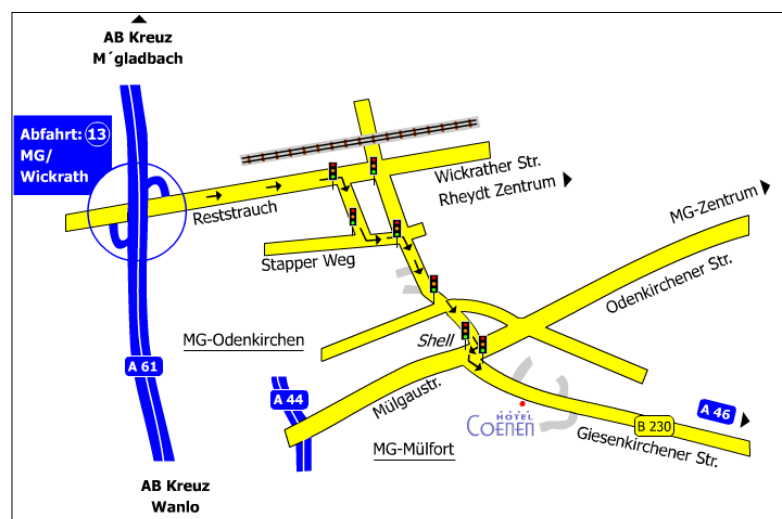 AB Kreuz
M´gladbach
Abfahrt: 13
MG/
Wickrath
Reststrauch
Wickrather Str.
Rheydt Zentrum
MG-Zentrum
Stapper Weg
Odenkirchener Str.
MG-Odenkirchen
Shell
A 61
A 44
Mülgaustr.
HOTEL
COENEN
A 46
B 230
Giesenkirchener Str.
MG-Mülfort
AB Kreuz
Wanlo